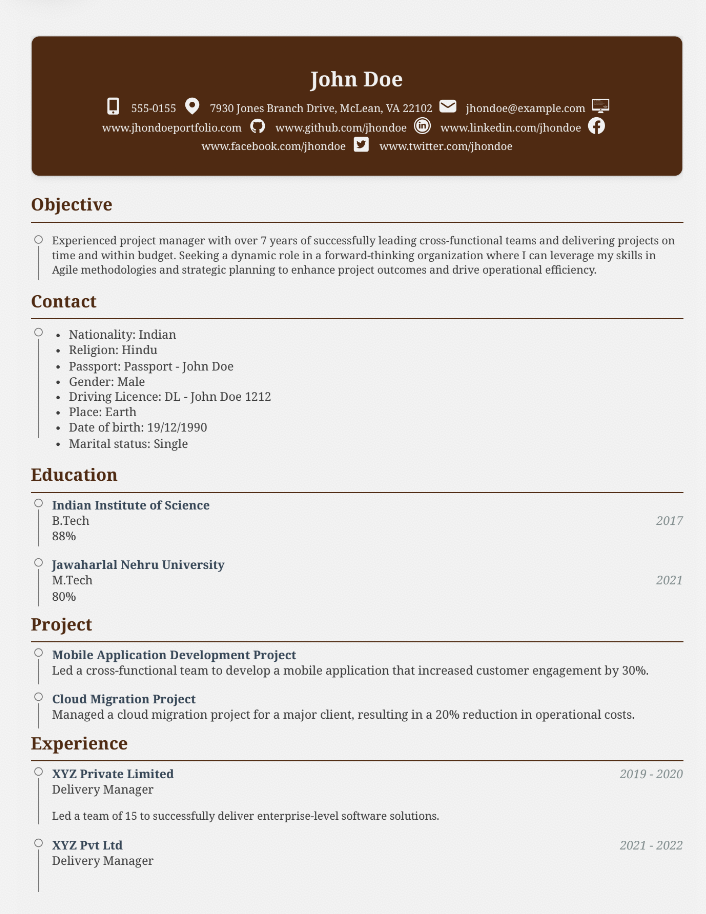 John Doe
555-0155 7930 Jones Branch Drive, McLean, VA 22102 jhondoe@example.com
www.jhondoeportfolio.com www.github.com/jhondoe www.linkedin.com/jhondoe
www.facebook.com/jhondoe www.twitter.com/jhondoe
Objective
Experienced project manager with over 7 years of successfully leading cross-functional teams and delivering projects on
time and within budget. Seeking a dynamic role in a forward-thinking organization where I can leverage my skills in
Agile methodologies and strategic planning to enhance project outcomes and drive operational efficiency.
Contact
• Nationality: Indian
• Religion: Hindu
• Passport: Passport - John Doe
• Gender: Male
• Driving Licence: DL - John Doe 1212
• Place: Earth
• Date of birth: 19/12/1990
• Marital status: Single
Education
Indian Institute of Science
B.Tech 2017
88%
Jawaharlal Nehru University
M.Tech 2021
80%
Project
Mobile Application Development Project
Led a cross-functional team to develop a mobile application that increased customer engagement by 30%.
Cloud Migration Project
Managed a cloud migration project for a major client, resulting in a 20% reduction in operational costs.
Experience
XYZ Private Limited 2019 - 2020
Delivery Manager
Led a team of 15 to successfully deliver enterprise-level software solutions.
XYZ Pvt Ltd 2021 - 2022
Delivery Manager